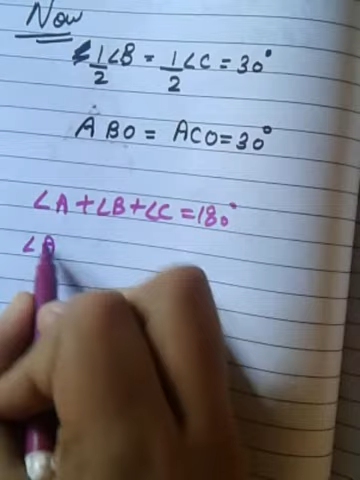 Now
1/2 ∠B = 1/2 ∠C = 30°
ABO = ACO = 30°
∠A + ∠B + ∠C = 180°
∠A